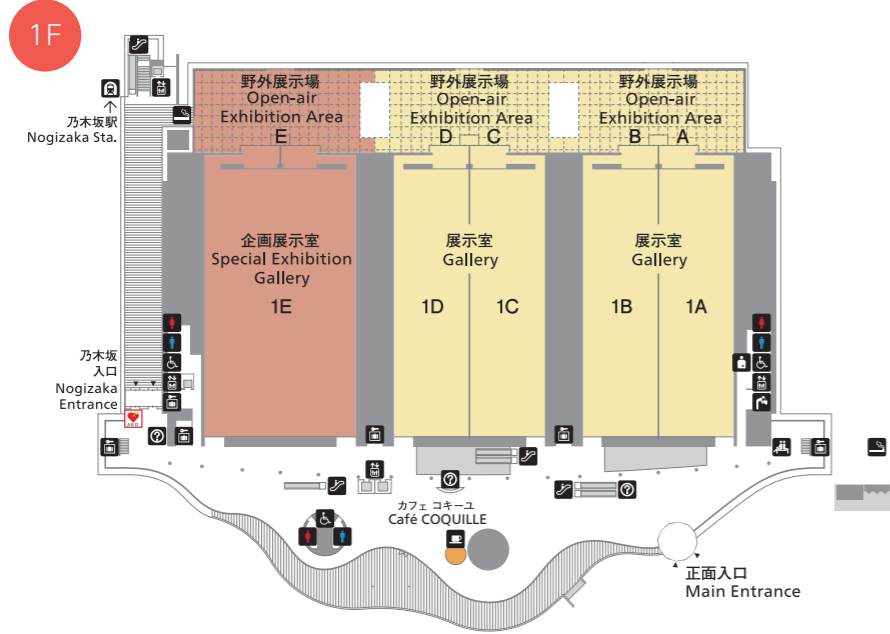 1F
野外展示場
Open-air
Exhibition Area
E
野外展示場
Open-air
Exhibition Area
D C
野外展示場
Open-air
Exhibition Area
B A
乃木坂駅
Nogizaka Sta.
企画展示室
Special Exhibition
Gallery
1E
展示室
Gallery
1D 1C
展示室
Gallery
1B 1A
乃木坂
入口
Nogizaka
Entrance
AED
カフェ コキーユ
Café COQUILLE
正面入口
Main Entrance